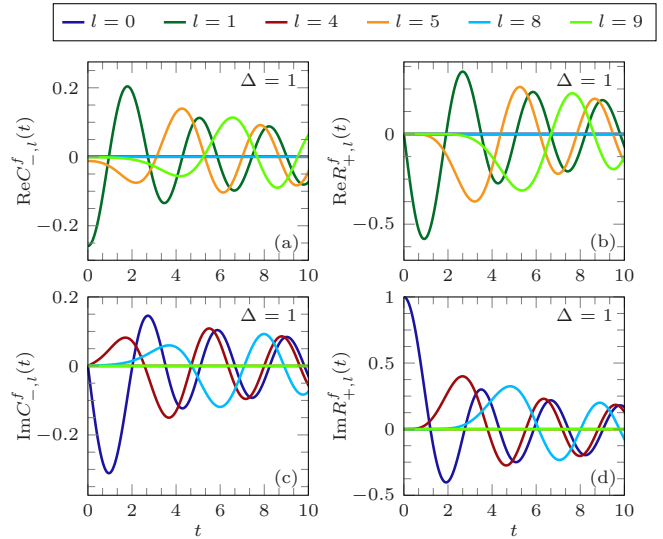 l = 0 l = 1 l = 4 l = 5 l = 8 l = 9
ReC^f_{−,l}(t)
0.2
0
−0.2
Δ = 1
(a)
0 2 4 6 8 10
ReR^f_{+,l}(t)
0
−0.5
Δ = 1
(b)
0 2 4 6 8 10
ImC^f_{−,l}(t)
0.2
0
−0.2
Δ = 1
(c)
0 2 4 6 8 10
t
ImR^f_{+,l}(t)
1
0.5
0
−0.5
Δ = 1
(d)
0 2 4 6 8 10
t